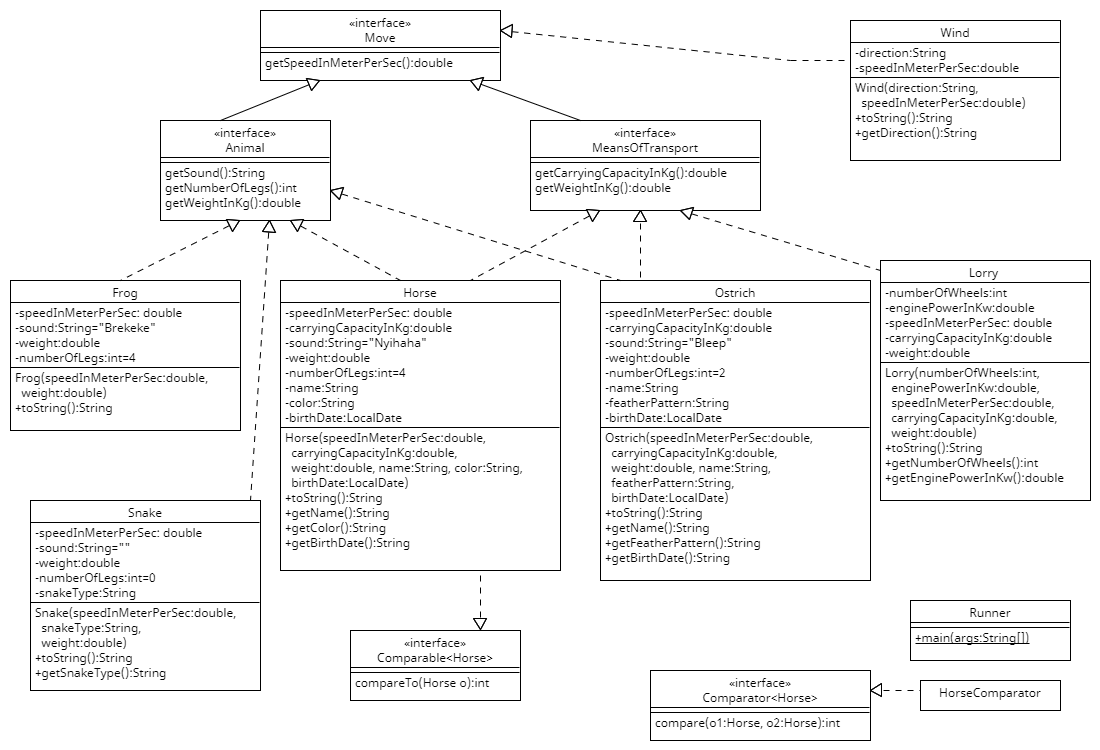 «interface»
Move
getSpeedInMeterPerSec():double
Wind
-direction:String
-speedInMeterPerSec:double
Wind(direction:String,
speedInMeterPerSec:double)
+toString():String
+getDirection():String
«interface»
Animal
getSound():String
getNumberOfLegs():int
getWeightInKg():double
«interface»
MeansOfTransport
getCarryingCapacityInKg():double
getWeightInKg():double
Frog
-speedInMeterPerSec: double
-sound:String="Brekeke"
-weight:double
-numberOfLegs:int=4
Frog(speedInMeterPerSec:double,
weight:double)
+toString():String
Horse
-speedInMeterPerSec: double
-carryingCapacityInKg:double
-sound:String="Nyihaha"
-weight:double
-numberOfLegs:int=4
-name:String
-color:String
-birthDate:LocalDate
Horse(speedInMeterPerSec:double,
carryingCapacityInKg:double,
weight:double, name:String, color:String,
birthDate:LocalDate)
+toString():String
+getName():String
+getColor():String
+getBirthDate():String
Ostrich
-speedInMeterPerSec: double
-carryingCapacityInKg:double
-sound:String="Bleep"
-weight:double
-numberOfLegs:int=2
-name:String
-featherPattern:String
-birthDate:LocalDate
Ostrich(speedInMeterPerSec:double,
carryingCapacityInKg:double,
weight:double, name:String,
featherPattern:String,
birthDate:LocalDate)
+toString():String
+getName():String
+getFeatherPattern():String
+getBirthDate():String
Lorry
-numberOfWheels:int
-enginePowerInKw:double
-speedInMeterPerSec: double
-carryingCapacityInKg:double
-weight:double
Lorry(numberOfWheels:int,
enginePowerInKw:double,
speedInMeterPerSec:double,
carryingCapacityInKg:double,
weight:double)
+toString():String
+getNumberOfWheels():int
+getEnginePowerInKw():double
Snake
-speedInMeterPerSec: double
-sound:String=""
-weight:double
-numberOfLegs:int=0
-snakeType:String
Snake(speedInMeterPerSec:double,
snakeType:String,
weight:double)
+toString():String
+getSnakeType():String
«interface»
Comparable<Horse>
compareTo(Horse o):int
Runner
+main(args:String[])
«interface»
Comparator<Horse>
compare(o1:Horse, o2:Horse):int
HorseComparator